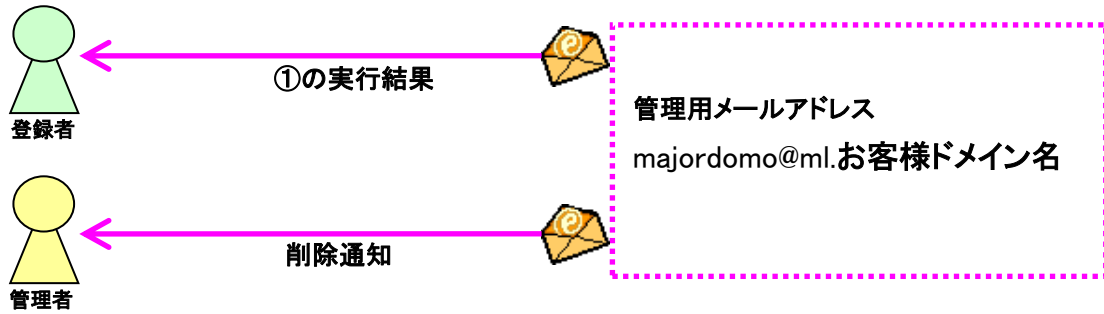 ①の実行結果
登録者
管理用メールアドレス
majordomo@ml.お客様ドメイン名
削除通知
管理者